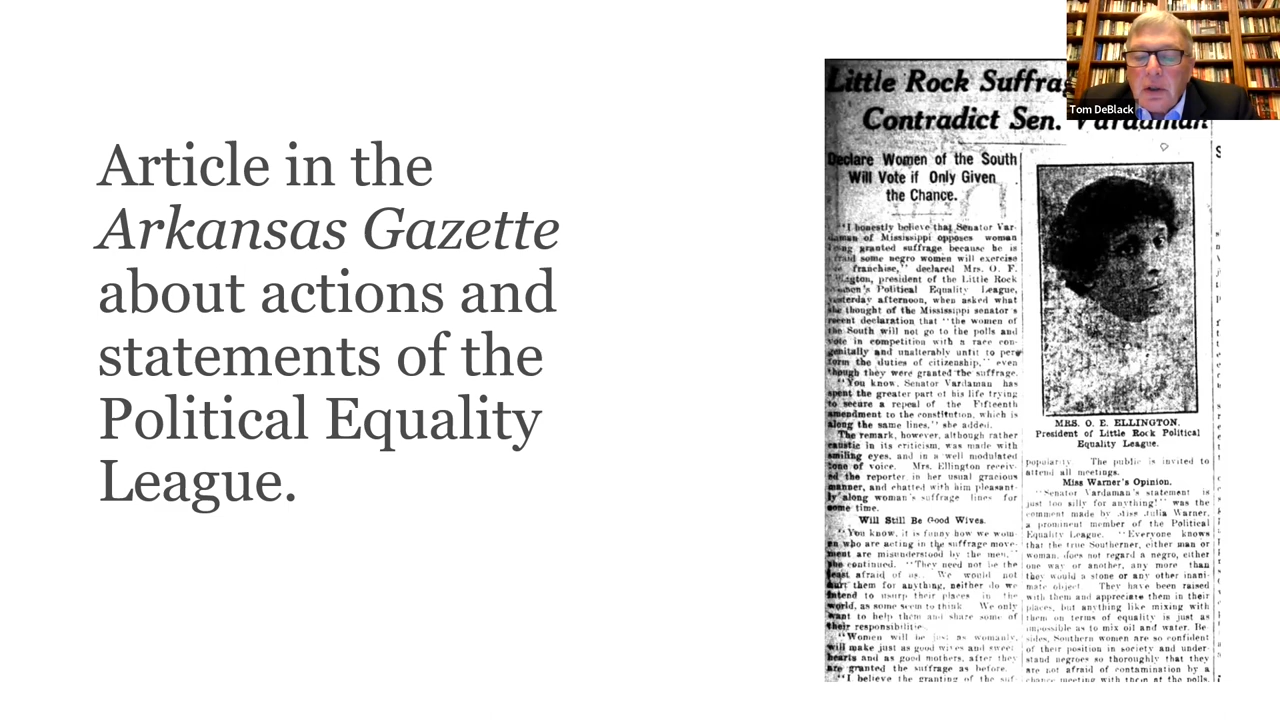 Article in the
Arkansas Gazette
about actions and
statements of the
Political Equality
League.
Tom DeBlack
Little Rock Suffrag
Contradict Sen. Vardaman
Declare Women of the South
Will Vote if Only Given
the Chance.
"I honestly believe that Senator Var-
daman of Mississippi opposes woman
being granted suffrage because he is
afraid some negro women will exercise
the franchise," declared Mrs. O. F.
Ellington, president of the Little Rock
Women's Political Equality League,
yesterday afternoon, when asked what
she thought of the Mississippi senator's
recent declaration that "the women of
the South will not go to the polls and
vote in competition with a race con-
genitally and unalterably unfit to per-
form the duties of citizenship," even
though they were granted the suffrage.
"You know, Senator Vardaman has
spent the greater part of his life trying
to secure a repeal of the Fifteenth
amendment to the constitution, which is
along the same lines," she added.
The remark, however, although rather
caustic in its criticism, was made with
smiling eyes, and in a well modulated
tone of voice. Mrs. Ellington receiv-
ed the reporter in her usual gracious
manner, and chatted with him pleasant-
ly along woman's suffrage lines for
some time.
Will Still Be Good Wives.
"You know, it is funny how we wom-
en who are acting in the suffrage move-
ment are misunderstood by the men,"
she continued. "They need not be the
least afraid of us. We would not
hurt them for anything, neither do we
intend to usurp their places in the
world, as some seem to think. We only
want to help them and share some of
their responsibilities.
"Women will be just as womanly,
will make just as good wives and sweet-
hearts and as good mothers, after they
are granted the suffrage as before.
"I believe the granting of the suf-
MRS. O. E. ELLINGTON.
President of Little Rock Political
Equality League.
popularity. The public is invited to
attend all meetings.
Miss Warner's Opinion.
"Senator Vardaman's statement is
just too silly for anything!" was the
comment made by Miss Julia Warner,
a prominent member of the Political
Equality League. "Everyone knows
that the true Southerner, either man or
woman, does not regard a negro, either
one way or another, any more than
they would a stone or any other inani-
mate object. They have been raised
with them and appreciate them in their
places, but anything like mixing with
them on terms of equality is just as
impossible as to mix oil and water. Be-
sides, Southern women are so confident
of their position in society and under-
stand negroes so thoroughly that they
are not afraid of contamination by a
chance meeting with them at the polls.